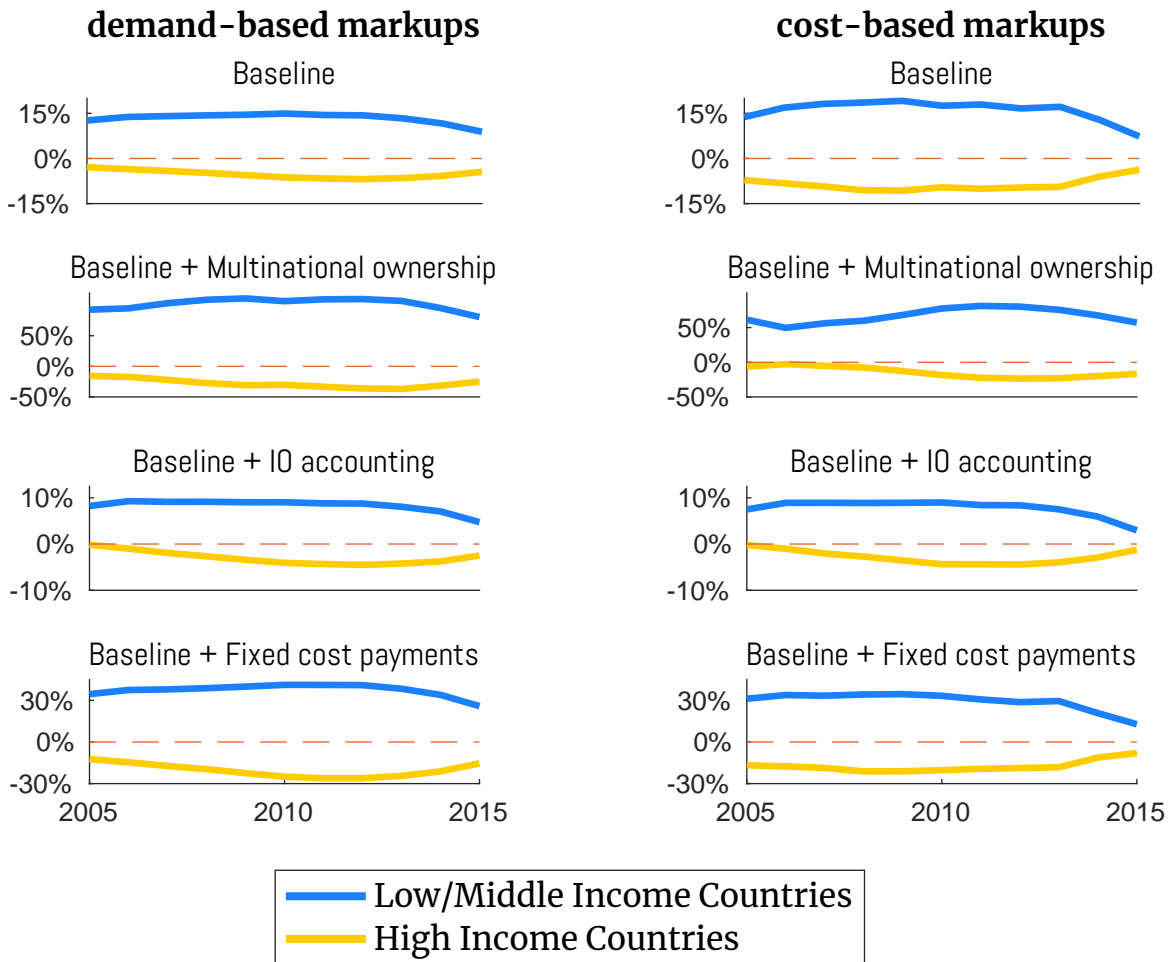 demand-based markups
Baseline
15%
0%
-15%
Baseline + Multinational ownership
50%
0%
-50%
Baseline + IO accounting
10%
0%
-10%
Baseline + Fixed cost payments
30%
0%
-30%
2005 2010 2015
cost-based markups
Baseline
15%
0%
-15%
Baseline + Multinational ownership
50%
0%
-50%
Baseline + IO accounting
10%
0%
-10%
Baseline + Fixed cost payments
30%
0%
-30%
2005 2010 2015
Low/Middle Income Countries
High Income Countries